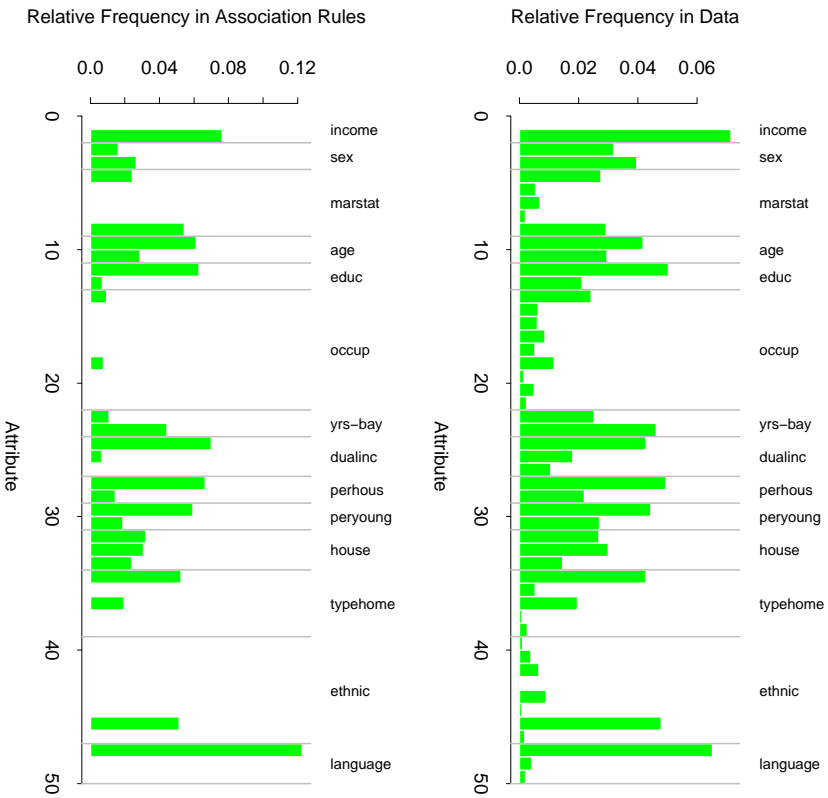 Relative Frequency in Association Rules
0.0 0.04 0.08 0.12
0
10
20
30
40
50
Attribute
income
sex
marstat
age
educ
occup
yrs−bay
dualinc
perhous
peryoung
house
typehome
ethnic
language
Relative Frequency in Data
0.0 0.02 0.04 0.06
0
10
20
30
40
50
Attribute
income
sex
marstat
age
educ
occup
yrs−bay
dualinc
perhous
peryoung
house
typehome
ethnic
language